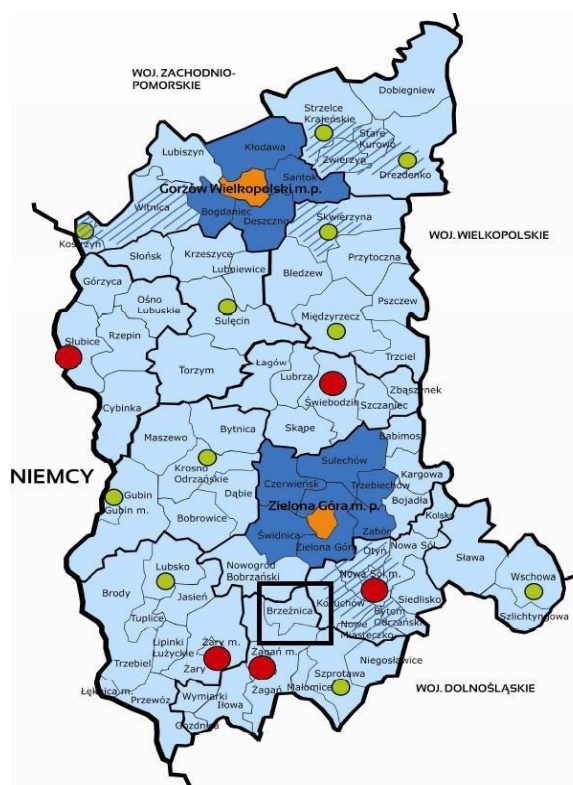 WOJ. ZACHODNIO-
POMORSKIE
Dobiegniew
Strzelce
Krajeńskie
Stare
Kurowo
Zwierzyn
Drezdenko
Lubiszyn
Kłodawa
Santok
Gorzów Wielkopolski m.p.
Witnica
Bogdaniec
Deszczno
Skwierzyna
Kostrzyn
WOJ. WIELKOPOLSKIE
Słońsk
Krzeszyce
Lubniewice
Bledzew
Przytoczna
Górzyca
Ośno
Lubuskie
Sulęcin
Pszczew
Międzyrzecz
Słubice
Rzepin
Trzciel
Torzym
Łagów
Lubrza
Zbąszynek
Świebodzin
Szczaniec
Cybinka
Skąpe
Babimost
Bytnica
Maszewo
Sulechów
NIEMCY
Krosno
Odrzańskie
Czerwieńsk
Trzebiechów
Kargowa
Bojadła
Gubin
Gubin m.
Dąbie
Zielona Góra m. p.
Kolsko
Bobrowice
Zabór
Świdnica
Zielona Góra
Otyń
Nowa Sól
Sława
Nowogród
Bobrzański
Lubsko
Nowa Sól m.
Wschowa
Brody
Jasień
Brzeźnica
Kożuchów
Siedlisko
Szlichtyngowa
Tuplice
Bytom
Odrzański
Nowe
Miasteczko
Lipinki
Łużyckie
Żary m.
Żagań m.
Niegosławice
Trzebiel
Żary
Szprotawa
Żagań
Małomice
WOJ. DOLNOŚLĄSKIE
Łęknica m.
Przewóz
Wymiarki
Iłowa
Gozdnica